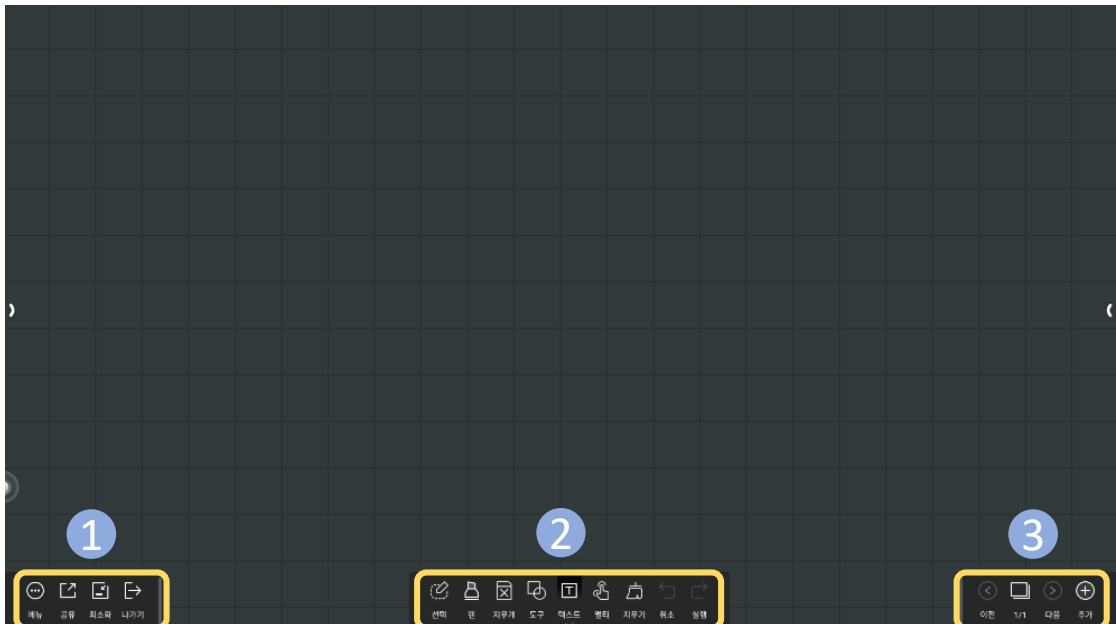 1
2
3
메뉴 공유 최소화 나가기
선택 펜 지우개 도구 텍스트 멀티 지우기 취소 실행
이전 1/1 다음 추가